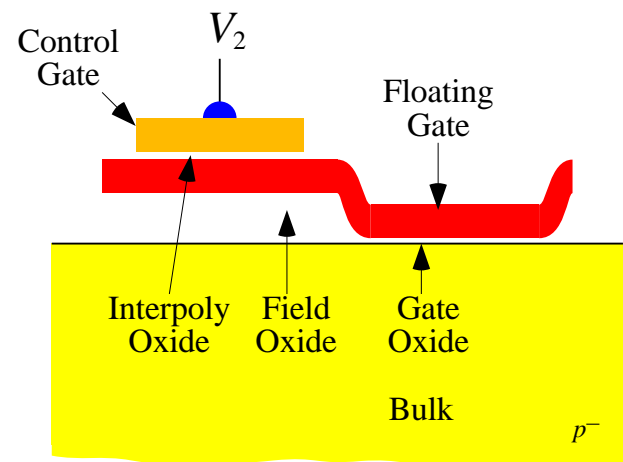 V₂
Control
Gate
Floating
Gate
Interpoly
Oxide
Field
Oxide
Gate
Oxide
Bulk
p⁻